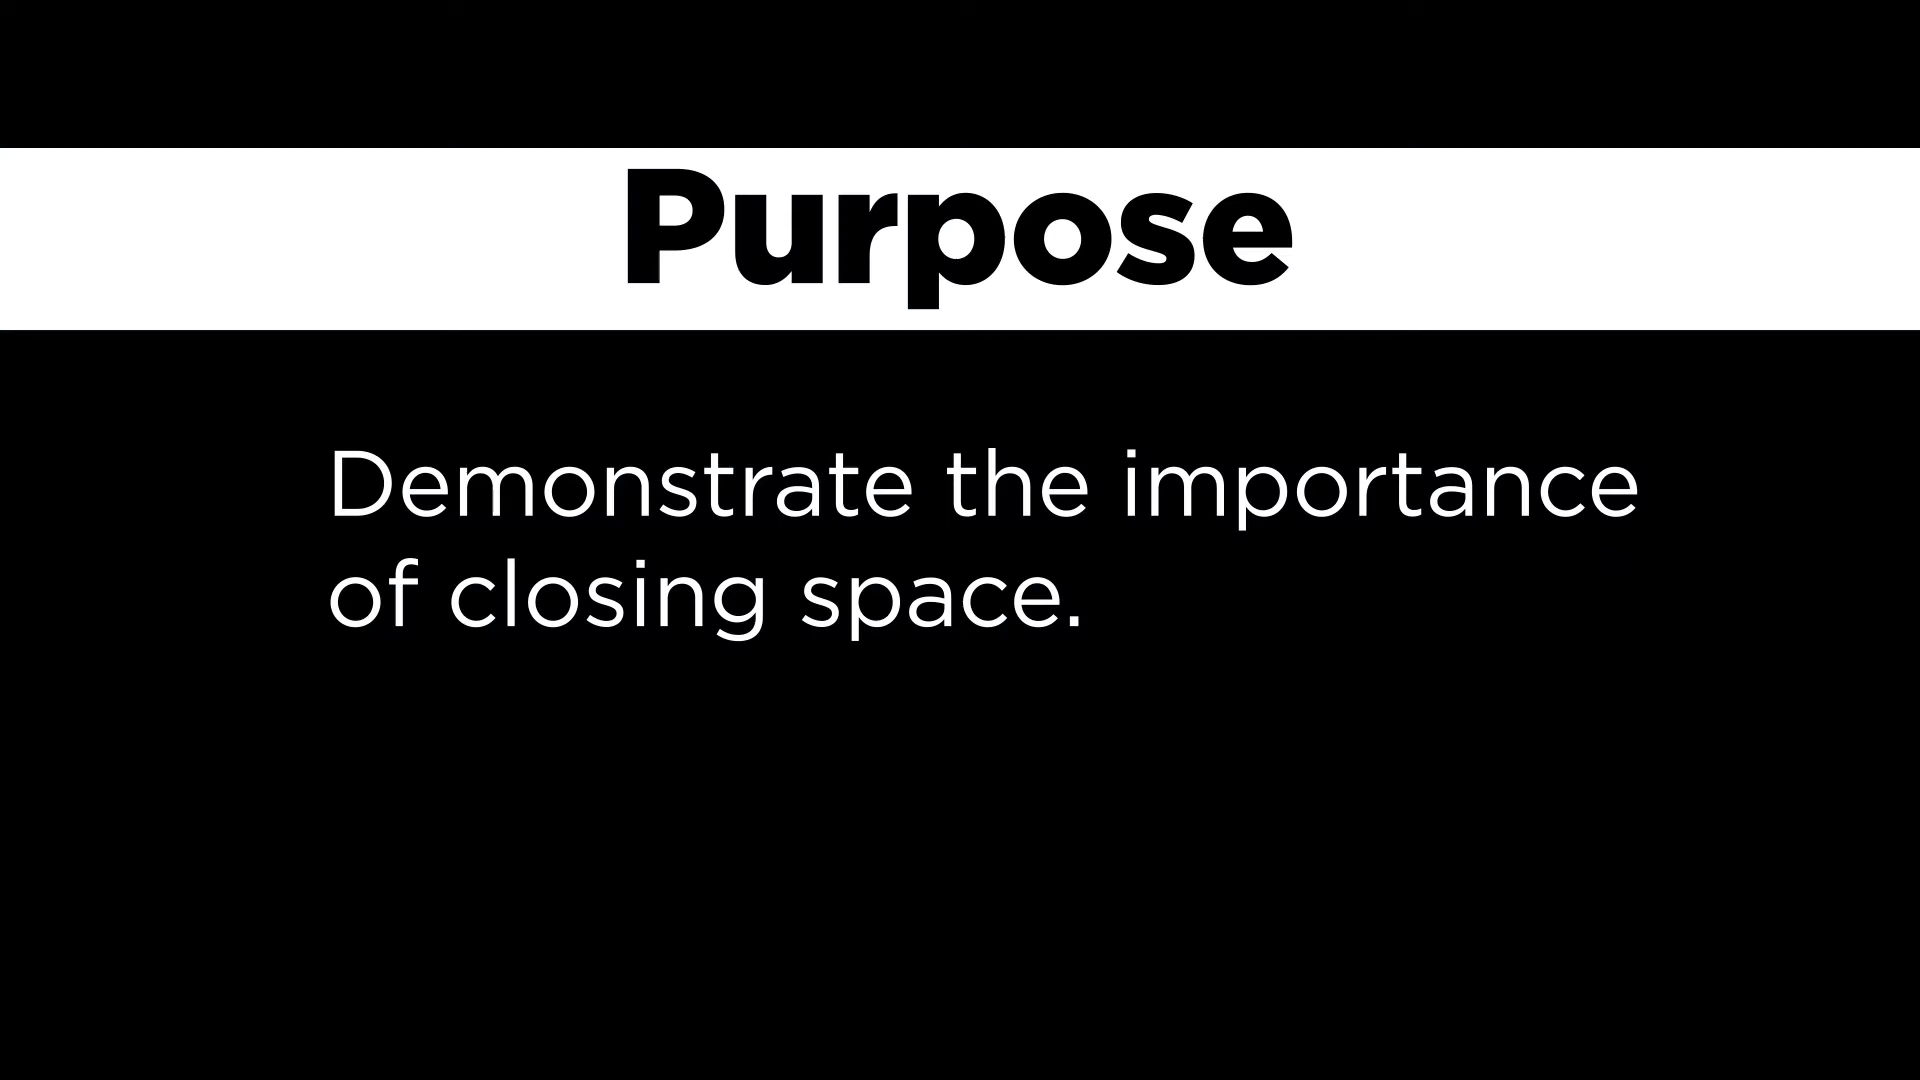 Purpose
Demonstrate the importance
of closing space.